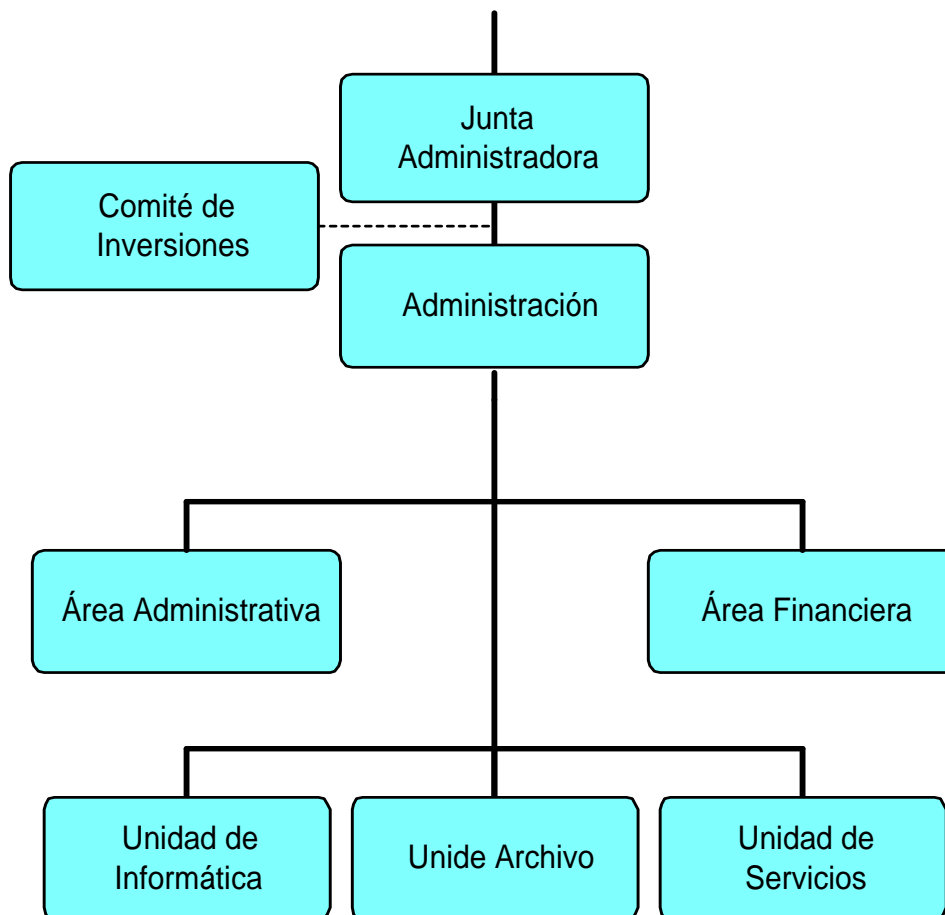 Junta
Administradora
Comité de
Inversiones
Administración
Área Administrativa
Área Financiera
Unidad de
Informática
Unide Archivo
Unidad de
Servicios